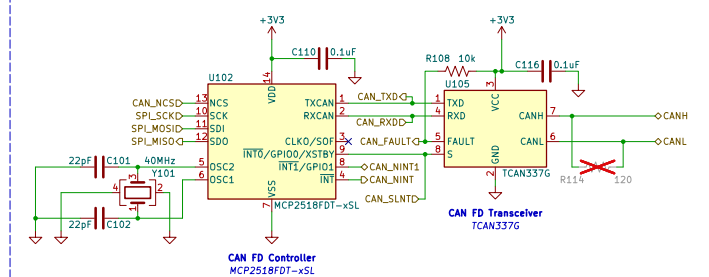 +3V3
+3V3
C110 0.1uF
R108 10k
C116 0.1uF
U102
U105
14
VDD
3
VCC
CAN_NCS 13 NCS
TXCAN 1
CAN_TXD
1 TXD
SPI_SCK 10 SCK
RXCAN 2
CAN_RXD
4 RXD
CANH 7
CANH
SPI_MOSI 11 SDI
SPI_MISO 12 SDO
CLKO/SOF 3
CAN_FAULT
5 FAULT
CANL 6
CANL
INT0/GPIO0/XSTBY 9
8 S
22pF C101
40MHz
5 OSC2
INT1/GPIO1 8
CAN_NINT1
GND
2
TCAN337G
R114 120
Y101
3
4
2
1
6 OSC1
INT 4
CAN_NINT
VSS
7
MCP2518FDT-xSL
CAN_SLNT
22pF C102
CAN FD Transceiver
TCAN337G
CAN FD Controller
MCP2518FDT-xSL